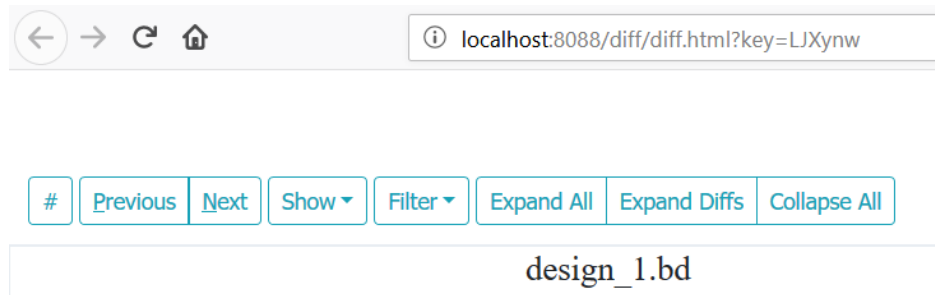 localhost:8088/diff/diff.html?key=LJXynw
# Previous Next Show Filter Expand All Expand Diffs Collapse All
design_1.bd